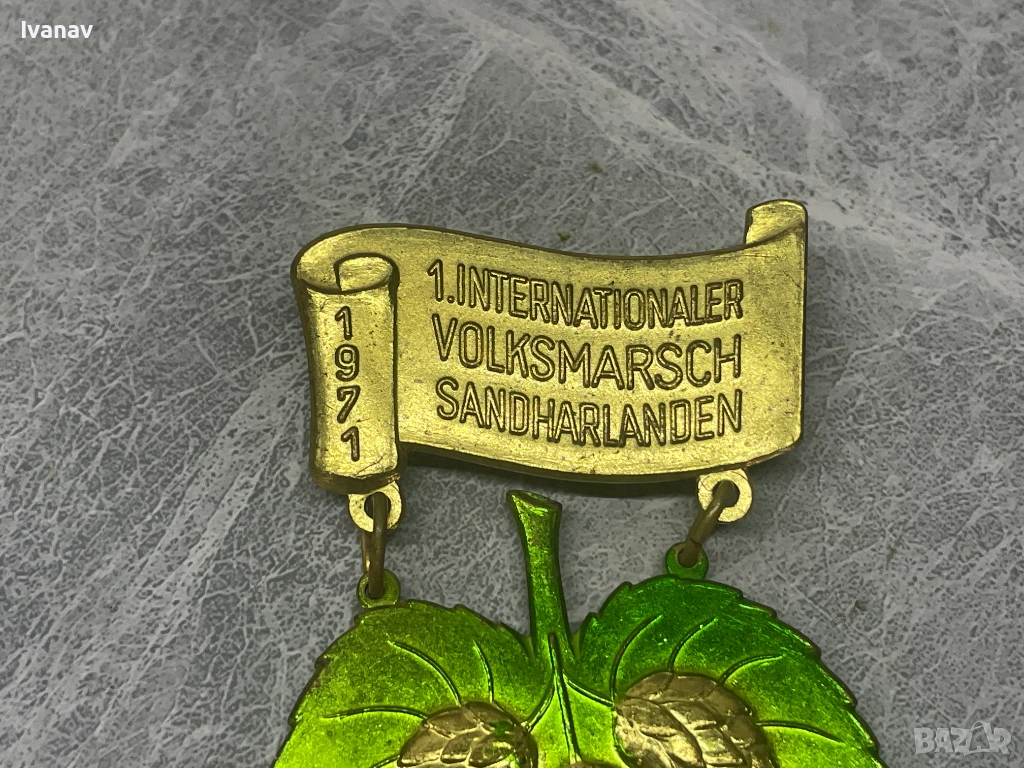 Ivanav
1971
1.INTERNATIONALER
VOLKSMARSCH
SANDHARLANDEN
BAZAR